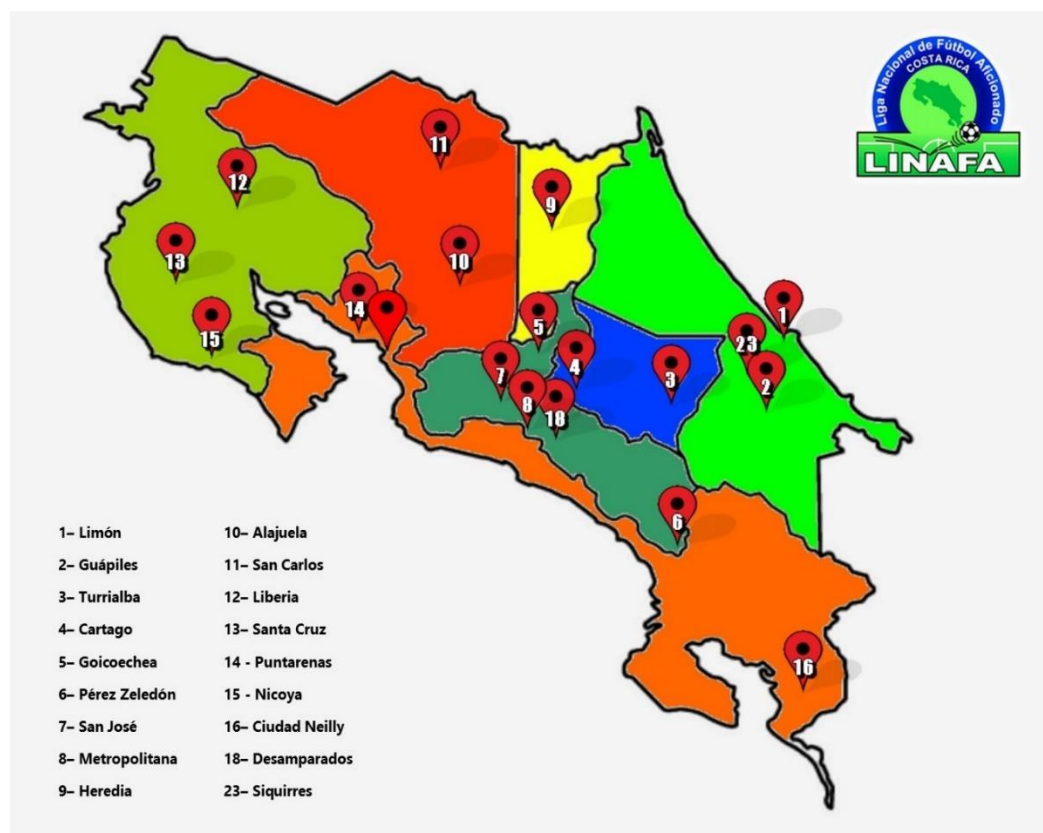 Liga Nacional de Fútbol Aficionado
COSTA RICA
LINAFA
11
12
9
13
10
14
1
15
5
23
7
4
3
2
8
18
6
16
1– Limón
2– Guápiles
3– Turrialba
4– Cartago
5– Goicoechea
6– Pérez Zeledón
7– San José
8– Metropolitana
9– Heredia
10– Alajuela
11– San Carlos
12– Liberia
13– Santa Cruz
14 - Puntarenas
15 - Nicoya
16– Ciudad Neilly
18– Desamparados
23– Siquirres